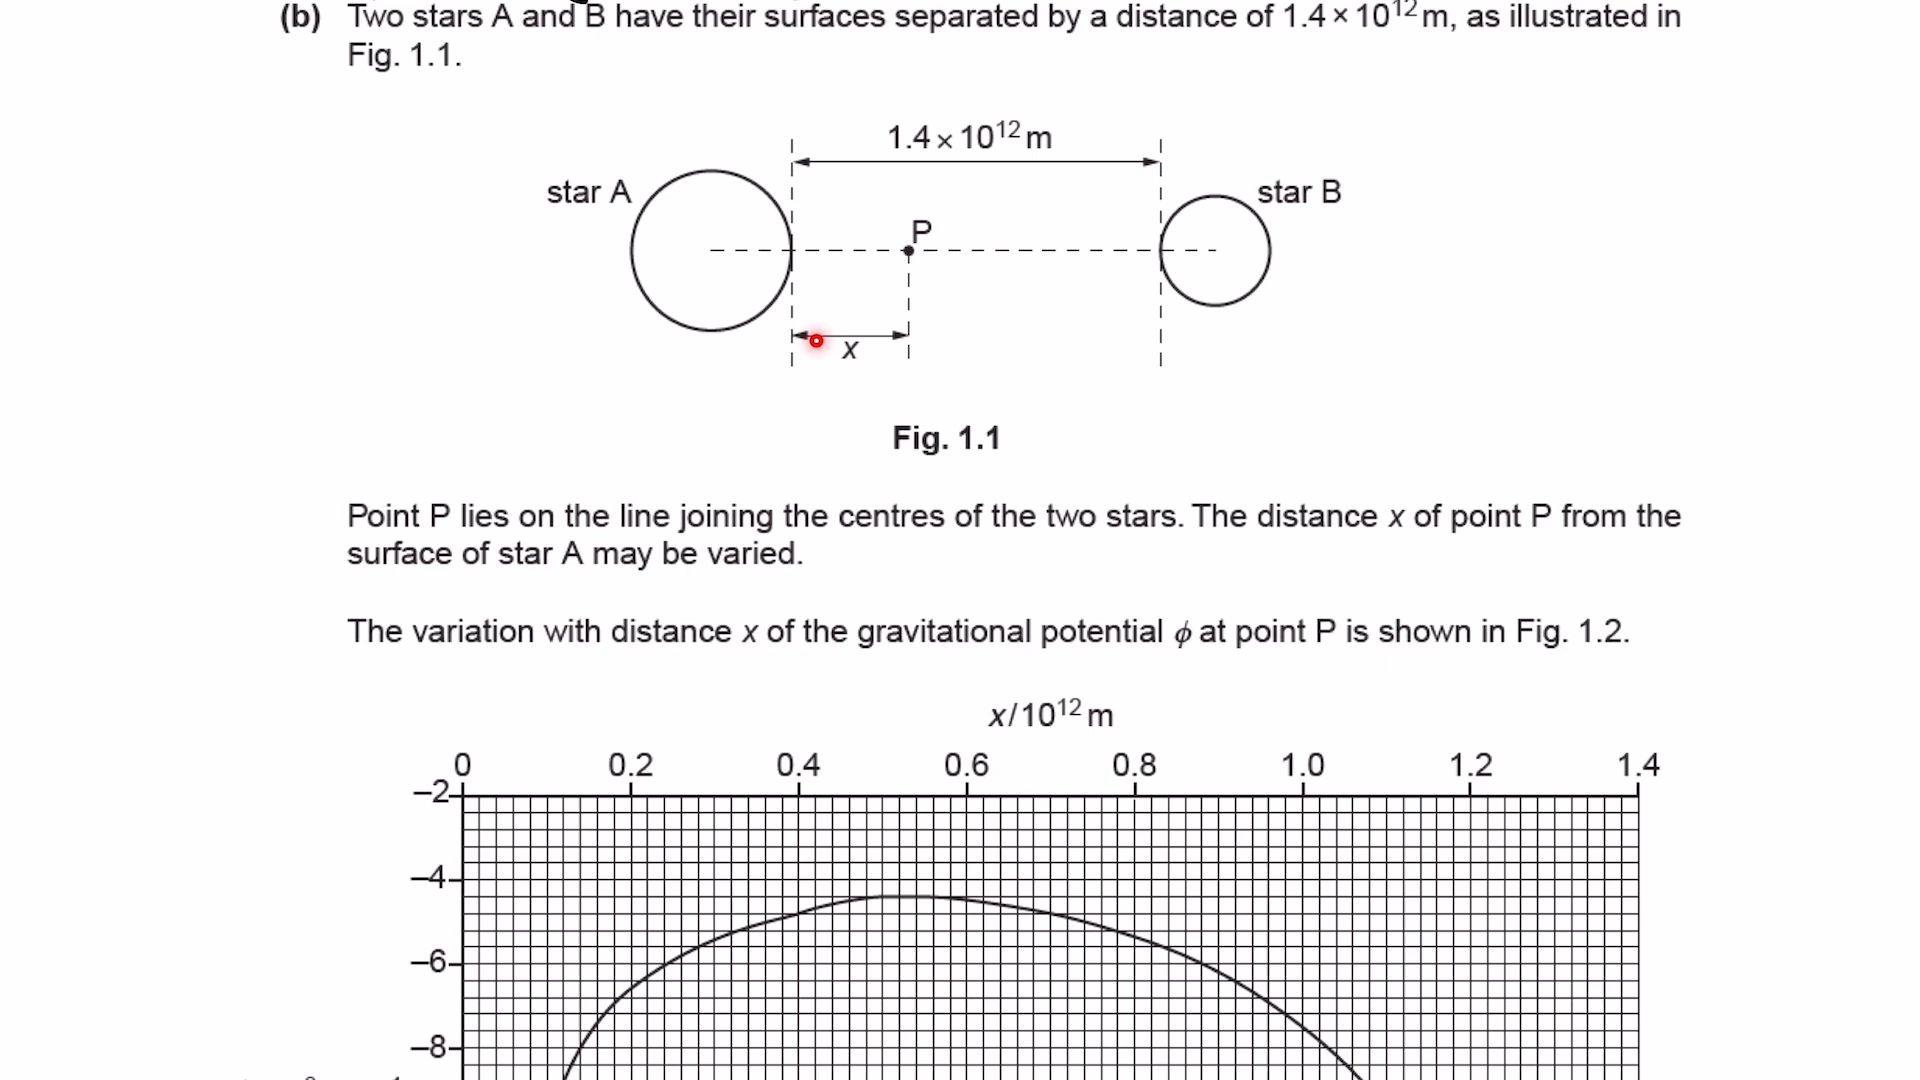 (b) Two stars A and B have their surfaces separated by a distance of 1.4 × 10¹² m, as illustrated in
Fig. 1.1.
1.4 × 10¹² m
star A
star B
P
x
Fig. 1.1
Point P lies on the line joining the centres of the two stars. The distance x of point P from the
surface of star A may be varied.
The variation with distance x of the gravitational potential ϕ at point P is shown in Fig. 1.2.
x/10¹² m
0 0.2 0.4 0.6 0.8 1.0 1.2 1.4
–2
–4
–6
–8